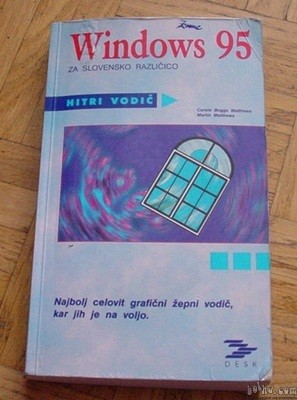 Windows 95
ZA SLOVENSKO RAZLIČICO
HITRI VODIČ
Carole Boggs Matthews
Martin Matthews
Najbolj celovit grafični žepni vodič,
kar jih je na voljo.
DESK